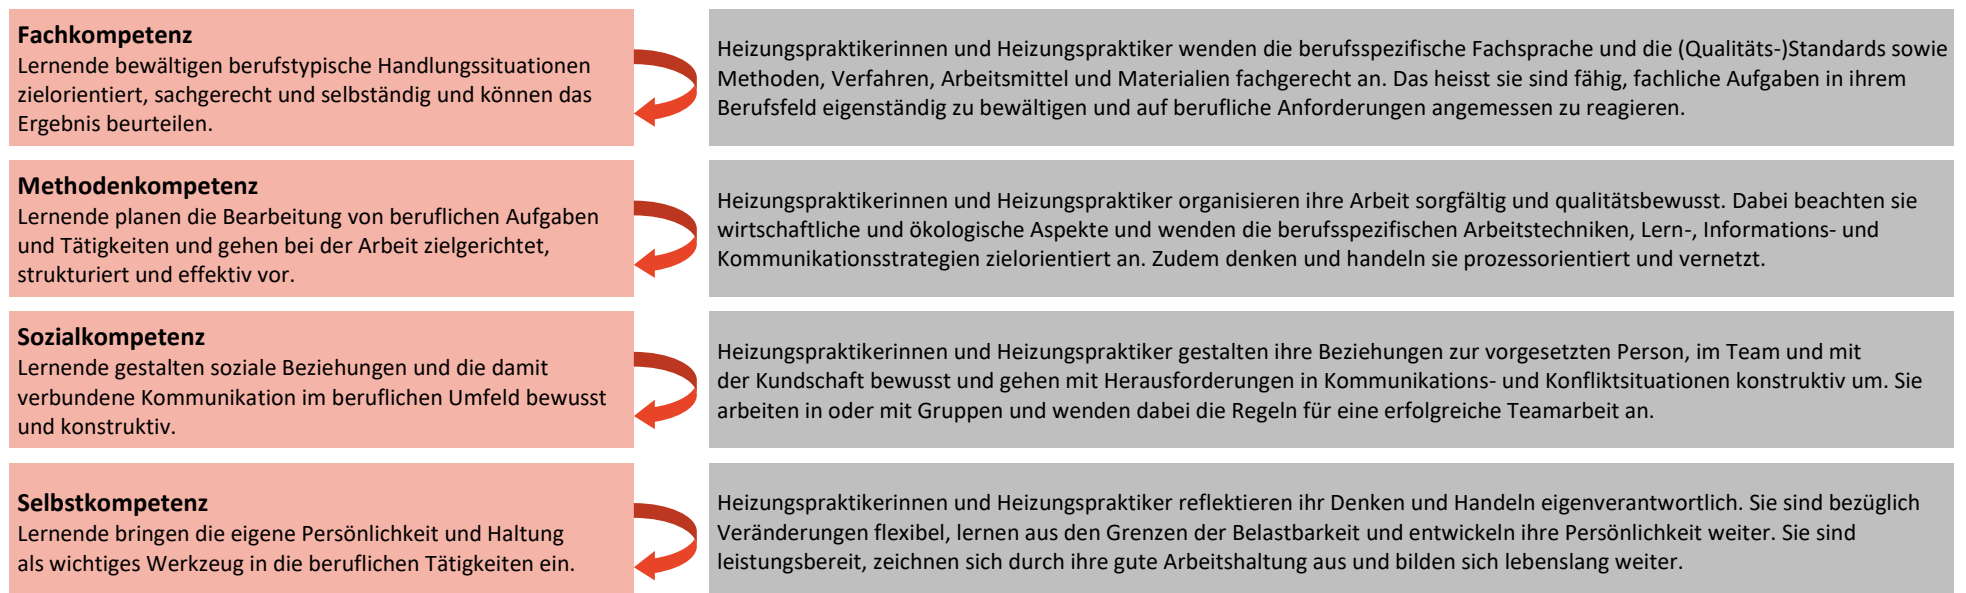 Fachkompetenz
Lernende bewältigen berufstypische Handlungssituationen
zielorientiert, sachgerecht und selbständig und können das
Ergebnis beurteilen.
Heizungspraktikerinnen und Heizungspraktiker wenden die berufsspezifische Fachsprache und die (Qualitäts-)Standards sowie
Methoden, Verfahren, Arbeitsmittel und Materialien fachgerecht an. Das heisst sie sind fähig, fachliche Aufgaben in ihrem
Berufsfeld eigenständig zu bewältigen und auf berufliche Anforderungen angemessen zu reagieren.
Methodenkompetenz
Lernende planen die Bearbeitung von beruflichen Aufgaben
und Tätigkeiten und gehen bei der Arbeit zielgerichtet,
strukturiert und effektiv vor.
Heizungspraktikerinnen und Heizungspraktiker organisieren ihre Arbeit sorgfältig und qualitätsbewusst. Dabei beachten sie
wirtschaftliche und ökologische Aspekte und wenden die berufsspezifischen Arbeitstechniken, Lern-, Informations- und
Kommunikationsstrategien zielorientiert an. Zudem denken und handeln sie prozessorientiert und vernetzt.
Sozialkompetenz
Lernende gestalten soziale Beziehungen und die damit
verbundene Kommunikation im beruflichen Umfeld bewusst
und konstruktiv.
Heizungspraktikerinnen und Heizungspraktiker gestalten ihre Beziehungen zur vorgesetzten Person, im Team und mit
der Kundschaft bewusst und gehen mit Herausforderungen in Kommunikations- und Konfliktsituationen konstruktiv um. Sie
arbeiten in oder mit Gruppen und wenden dabei die Regeln für eine erfolgreiche Teamarbeit an.
Selbstkompetenz
Lernende bringen die eigene Persönlichkeit und Haltung
als wichtiges Werkzeug in die beruflichen Tätigkeiten ein.
Heizungspraktikerinnen und Heizungspraktiker reflektieren ihr Denken und Handeln eigenverantwortlich. Sie sind bezüglich
Veränderungen flexibel, lernen aus den Grenzen der Belastbarkeit und entwickeln ihre Persönlichkeit weiter. Sie sind
leistungsbereit, zeichnen sich durch ihre gute Arbeitshaltung aus und bilden sich lebenslang weiter.